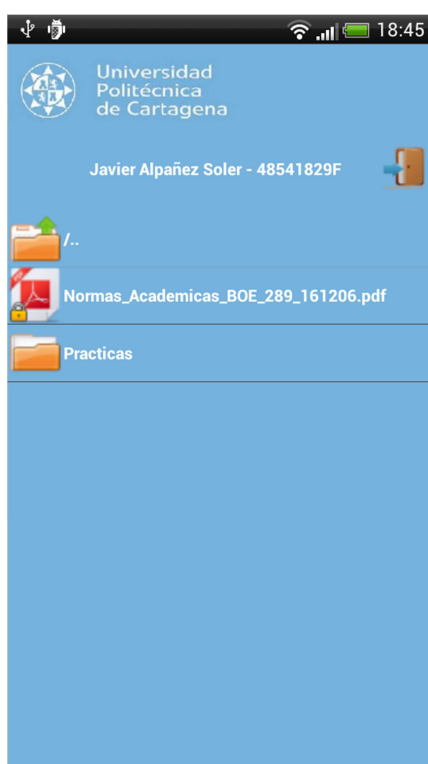 18:45
Universidad
Politécnica
de Cartagena
Javier Alpañez Soler - 48541829F
/..
Normas_Academicas_BOE_289_161206.pdf
Practicas